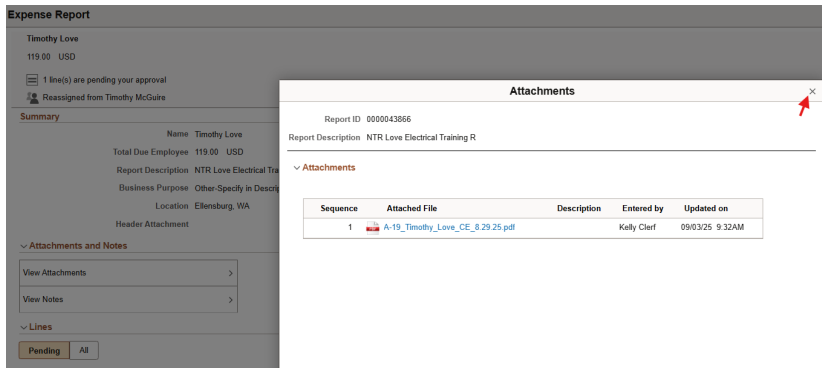 Expense Report
Timothy Love
119.00 USD
1 line(s) are pending your approval
Reassigned from Timothy McGuire
Summary
Name Timothy Love
Total Due Employee 119.00 USD
Report Description NTR Love Electrical Tra
Business Purpose Other-Specify in Descrip
Location Ellensburg, WA
Header Attachment
Attachments and Notes
View Attachments
View Notes
Lines
Pending All
Attachments
Report ID 0000043866
Report Description NTR Love Electrical Training R
Attachments
Sequence Attached File Description Entered by Updated on
1 A-19_Timothy_Love_CE_8.29.25.pdf Kelly Clerf 09/03/25 9:32AM